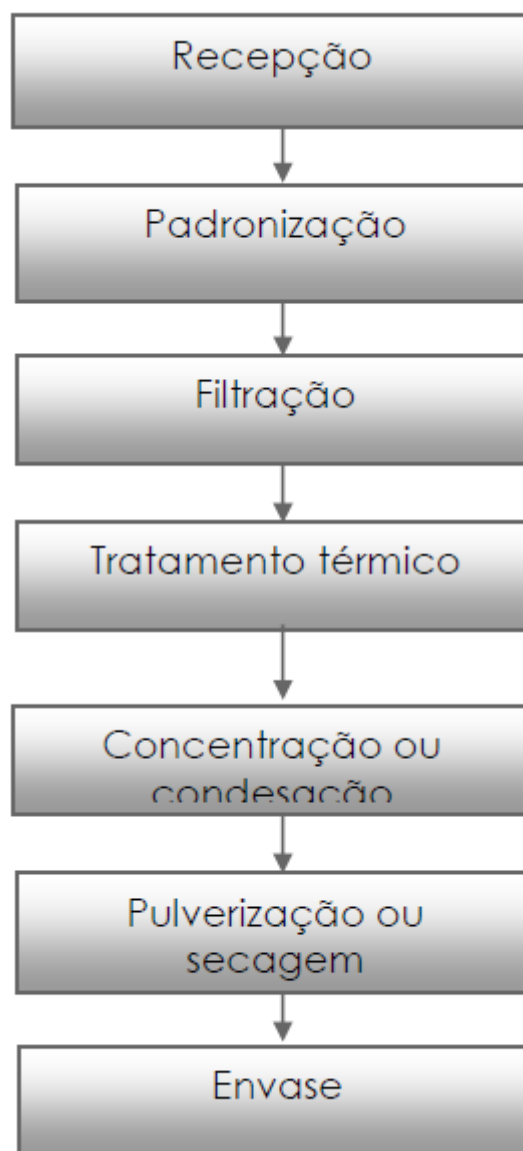 Recepção
Padronização
Filtração
Tratamento térmico
Concentração ou
condesação
Pulverização ou
secagem
Envase